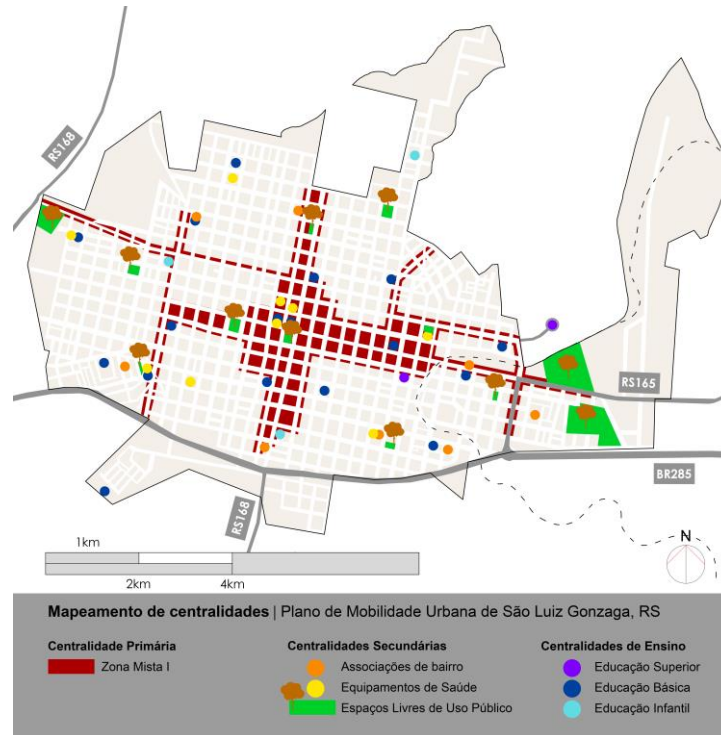 RS168
RS165
BR285
RS168
1km
2km 4km
N
Mapeamento de centralidades | Plano de Mobilidade Urbana de São Luiz Gonzaga, RS
Centralidade Primária
Zona Mista I
Centralidades Secundárias
Associações de bairro
Equipamentos de Saúde
Espaços Livres de Uso Público
Centralidades de Ensino
Educação Superior
Educação Básica
Educação Infantil